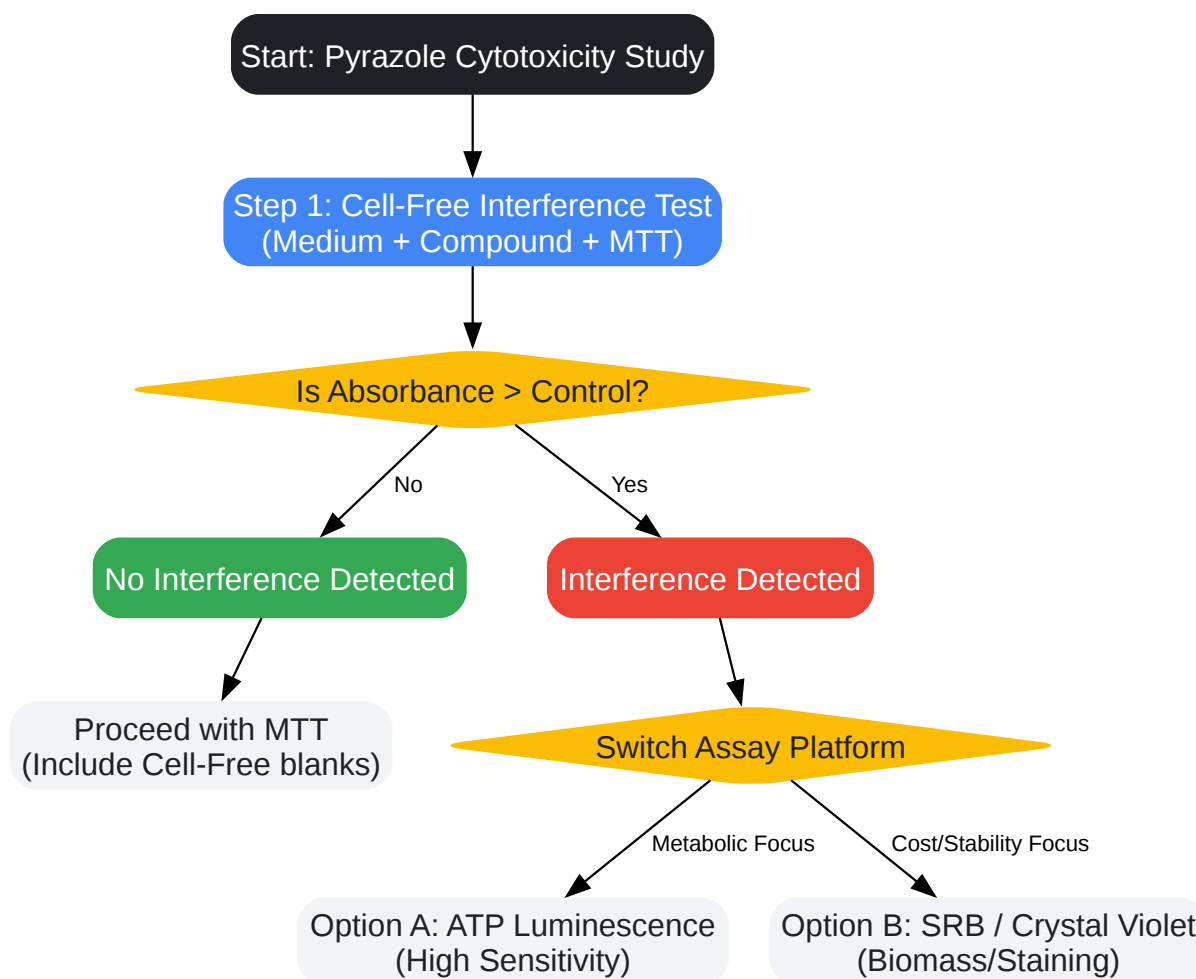 Start: Pyrazole Cytotoxicity Study
Step 1: Cell-Free Interference Test
(Medium + Compound + MTT)
Is Absorbance > Control?
No
Yes
No Interference Detected
Interference Detected
Proceed with MTT
(Include Cell-Free blanks)
Switch Assay Platform
Metabolic Focus
Cost/Stability Focus
Option A: ATP Luminescence
(High Sensitivity)
Option B: SRB / Crystal Violet
(Biomass/Staining)